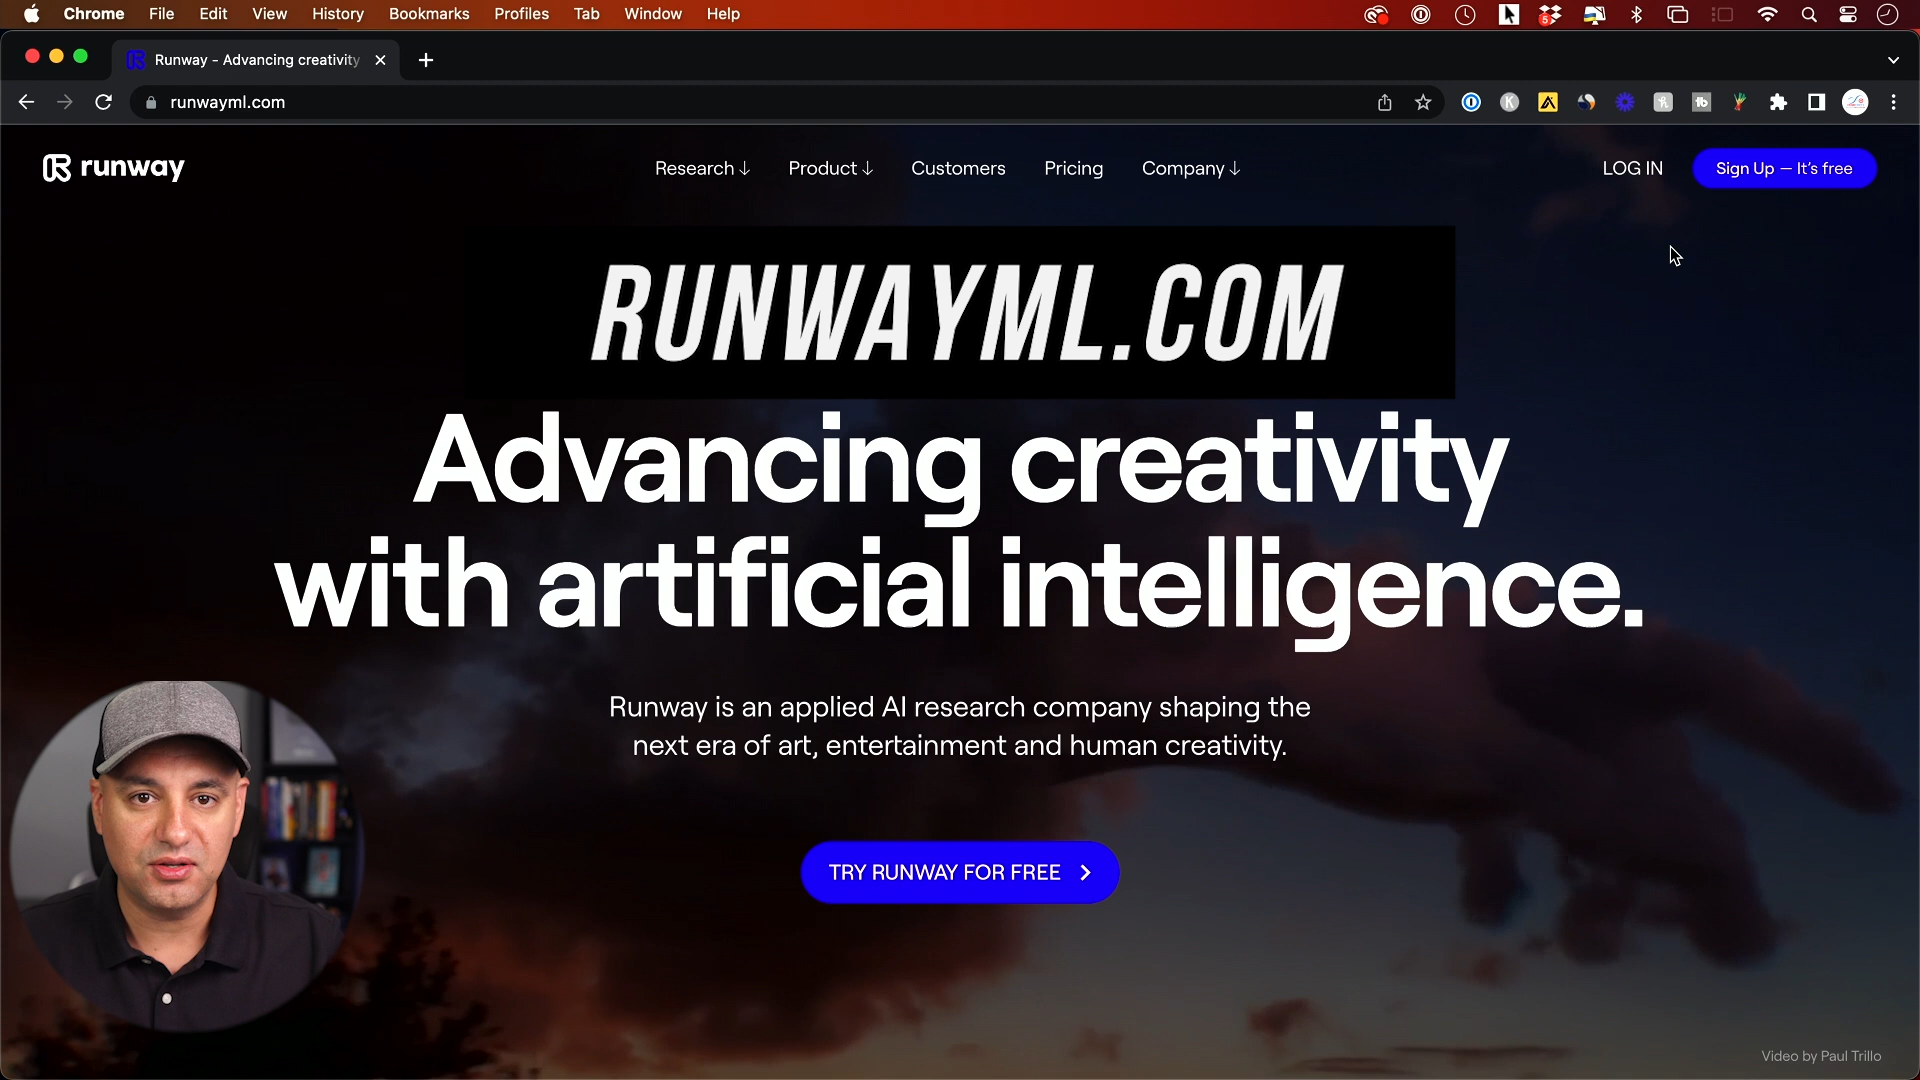 Chrome File Edit View History Bookmarks Profiles Tab Window Help
5
Runway - Advancing creativity
runwayml.com
runway
Research ↓ Product ↓ Customers Pricing Company ↓
LOG IN
Sign Up — It's free
RUNWAYML.COM
Advancing creativity
with artificial intelligence.
Runway is an applied AI research company shaping the
next era of art, entertainment and human creativity.
TRY RUNWAY FOR FREE
Video by Paul Trillo